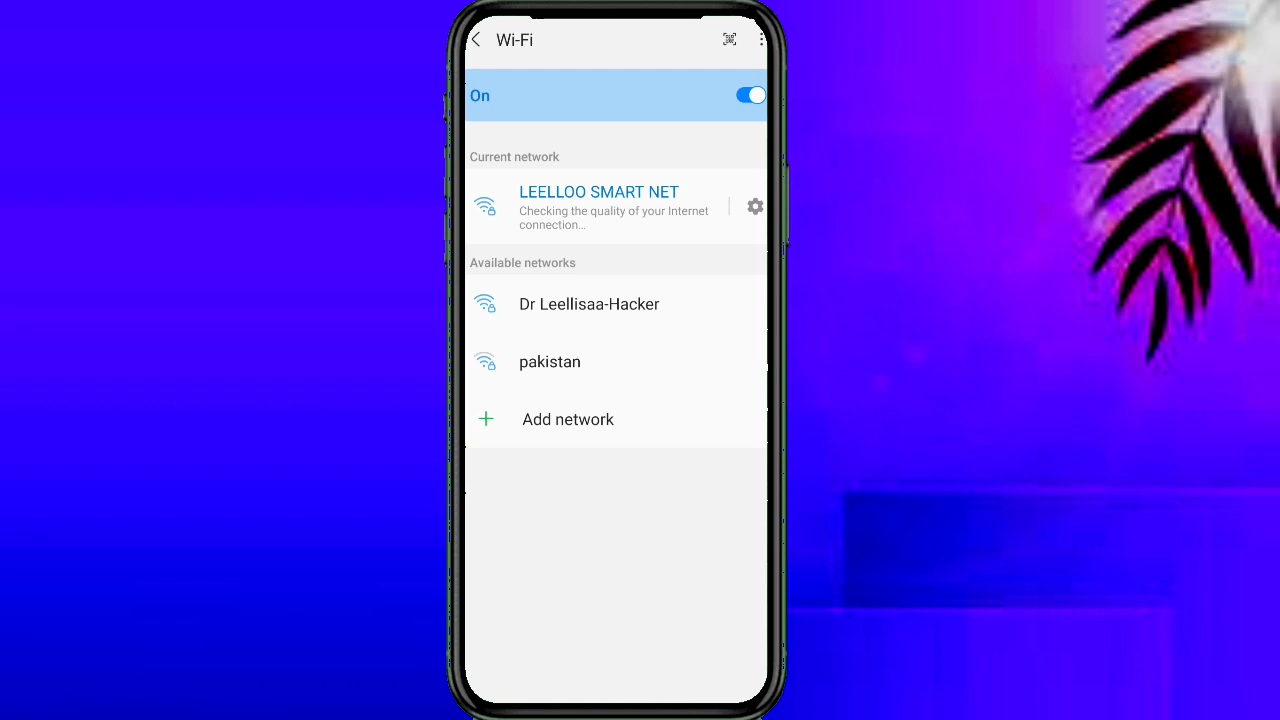 Wi-Fi
On
Current network
LEELLOO SMART NET
Checking the quality of your Internet
connection...
Available networks
Dr Leellisaa-Hacker
pakistan
Add network